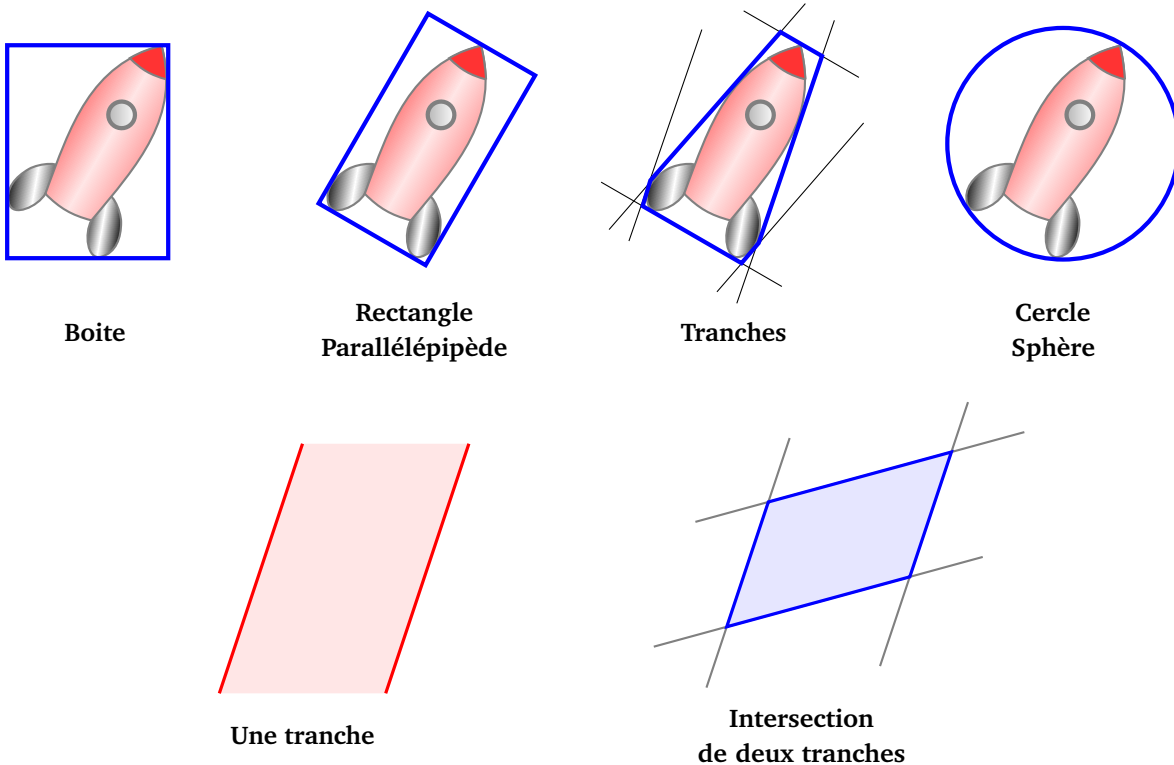 Boite
Rectangle
Parallélépipède
Tranches
Cercle
Sphère
Une tranche
Intersection
de deux tranches